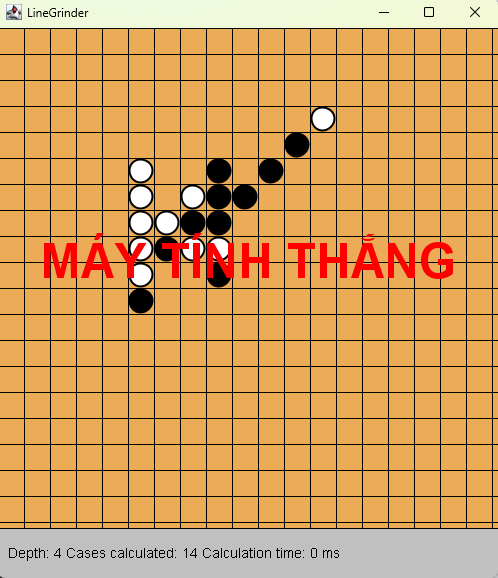 LineGrinder
MÁY TÍNH THẮNG
Depth: 4 Cases calculated: 14 Calculation time: 0 ms